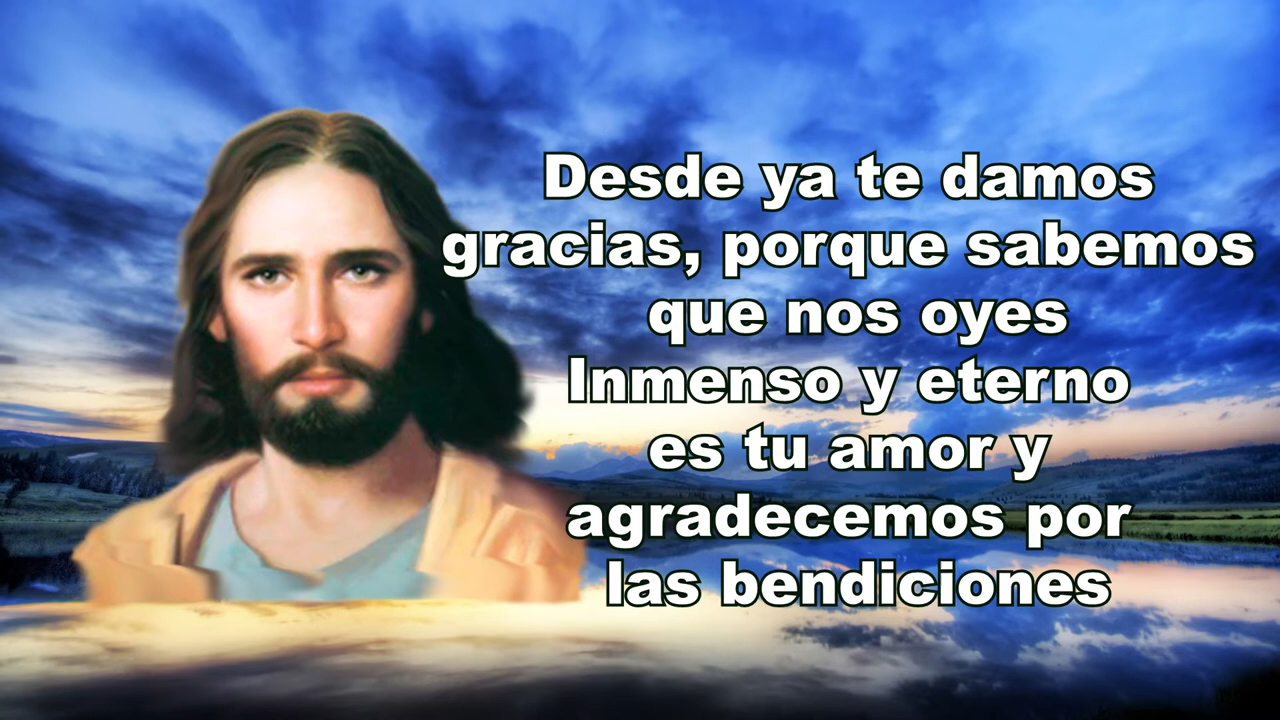 Desde ya te damos
gracias, porque sabemos
que nos oyes
Inmenso y eterno
es tu amor y
agradecemos por
las bendiciones